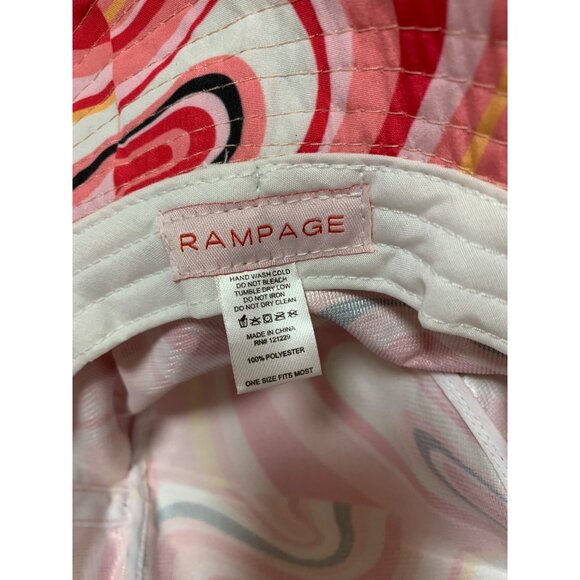 RAMPAGE
HAND WASH COLD
DO NOT BLEACH
TUMBLE DRY LOW
DO NOT IRON
DO NOT DRY CLEAN
MADE IN CHINA
RN# 121229
100% POLYESTER
ONE SIZE FITS MOST